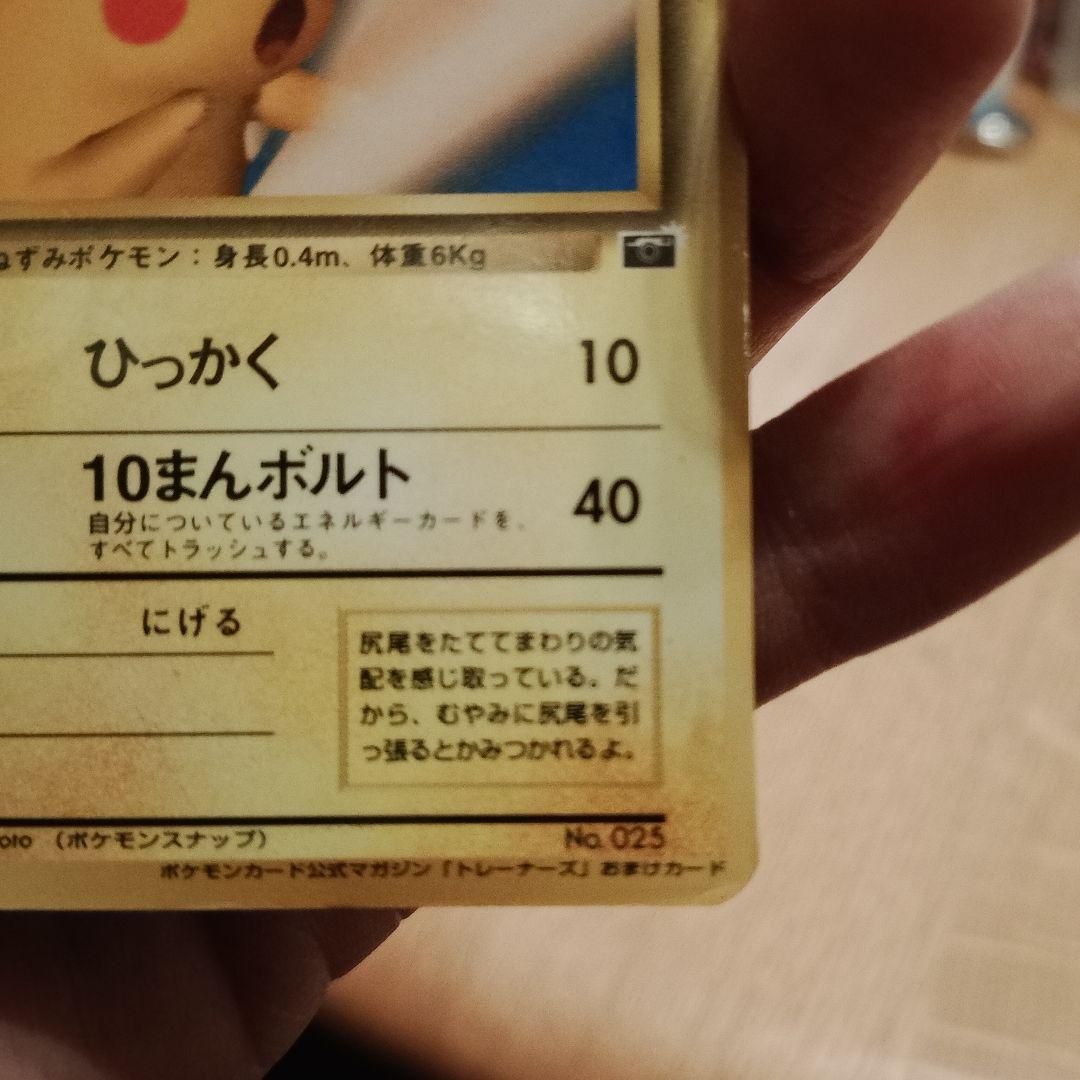 ねずみポケモン：身長0.4m、体重6Kg
ひっかく 10
10まんボルト 40
自分についているエネルギーカードを、
すべてトラッシュする。
にげる
尻尾をたててまわりの気
配を感じ取っている。だ
から、むやみに尻尾を引
っ張るとかみつかれるよ。
oto （ポケモンスナップ） No. 025
ポケモンカード公式マガジン「トレーナーズ」おまけカード